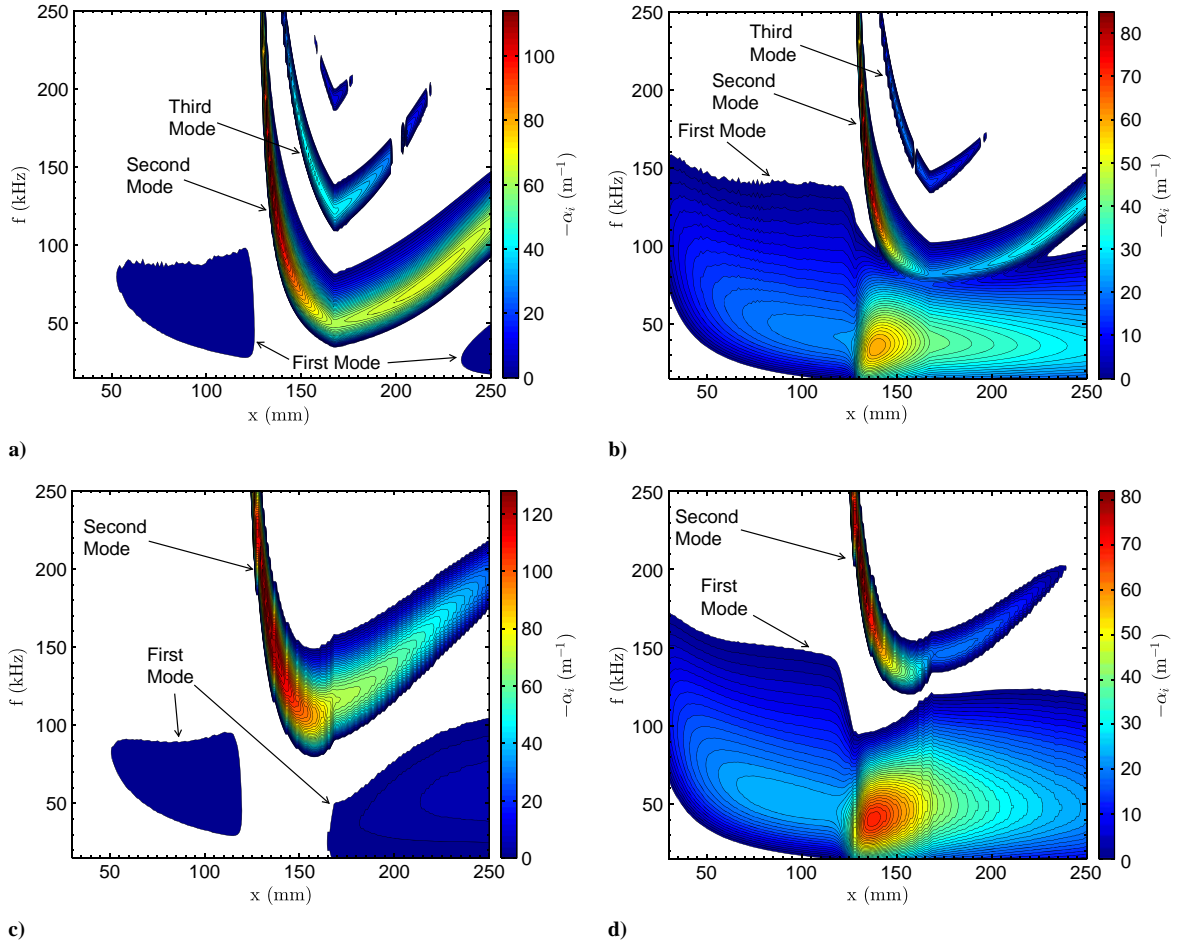 250
200
150
100
50
f (kHz)
50
100
150
200
250
x (mm)
Third
Mode
Second
Mode
First Mode
100
80
60
40
20
0
−αi (m−1)
a)
250
200
150
100
50
f (kHz)
50
100
150
200
250
x (mm)
Third
Mode
Second
Mode
First Mode
80
70
60
50
40
30
20
10
0
−αi (m−1)
b)
250
200
150
100
50
f (kHz)
50
100
150
200
250
x (mm)
Second
Mode
First
Mode
120
100
80
60
40
20
0
−αi (m−1)
c)
250
200
150
100
50
f (kHz)
50
100
150
200
250
x (mm)
Second
Mode
First
Mode
80
70
60
50
40
30
20
10
0
−αi (m−1)
d)